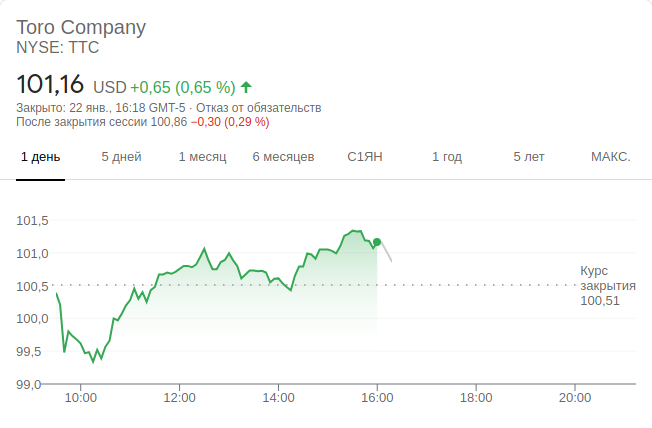 Toro Company
NYSE: TTC
101,16 USD +0,65 (0,65 %)
Закрыто: 22 янв., 16:18 GMT-5 · Отказ от обязательств
После закрытия сессии 100,86 −0,30 (0,29 %)
1 день 5 дней 1 месяц 6 месяцев С1ЯН 1 год 5 лет МАКС.
101,5
101,0
100,5
100,0
99,5
99,0
Курс
закрытия
100,51
10:00 12:00 14:00 16:00 18:00 20:00